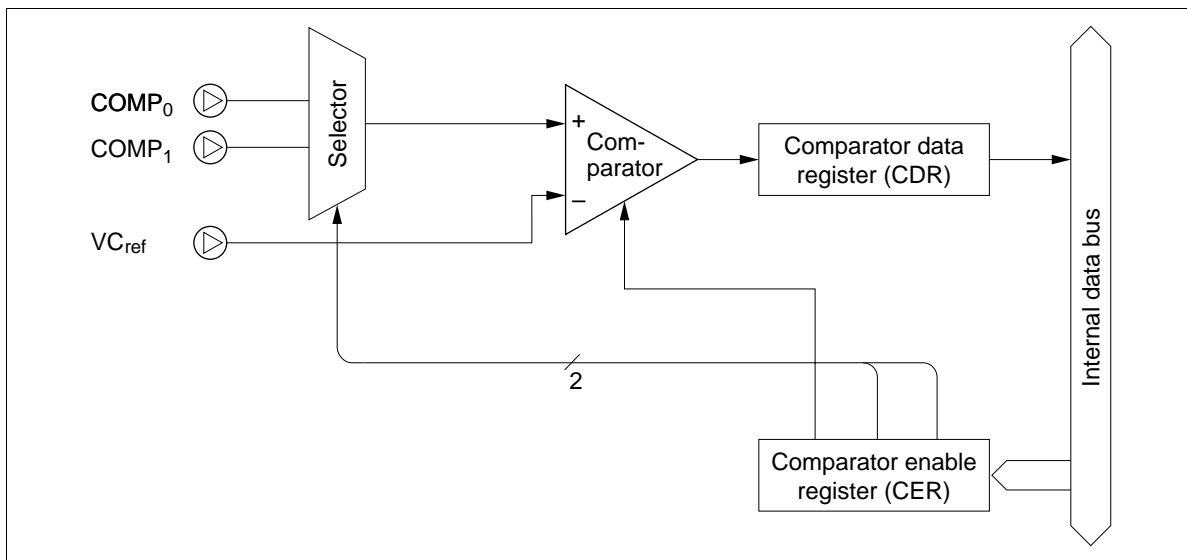 COMP0
COMP1
VCref
Selector
+
Com-
parator
–
Comparator data
register (CDR)
Internal data bus
2
Comparator enable
register (CER)